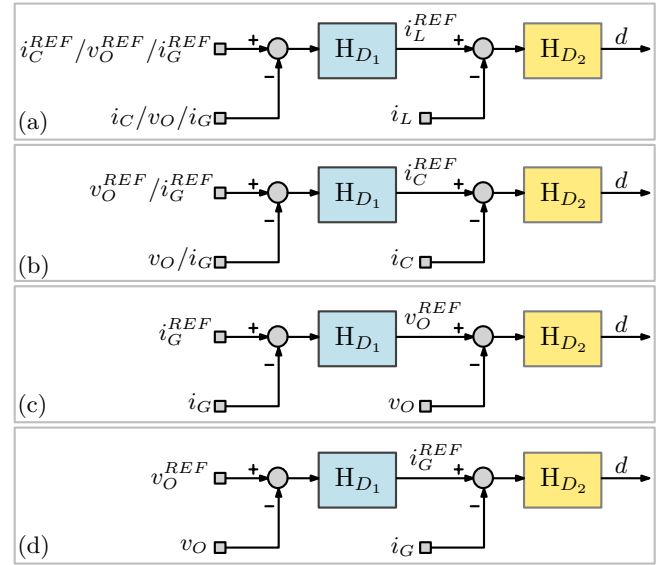 i_L^{REF}
i_C^{REF}/v_O^{REF}/i_G^{REF} + H_{D_1} + H_{D_2} d
− −
(a) i_C/v_O/i_G i_L
i_C^{REF}
v_O^{REF}/i_G^{REF} + H_{D_1} + H_{D_2} d
− −
(b) v_O/i_G i_C
v_O^{REF}
i_G^{REF} + H_{D_1} + H_{D_2} d
− −
(c) i_G v_O
i_G^{REF}
v_O^{REF} + H_{D_1} + H_{D_2} d
− −
(d) v_O i_G